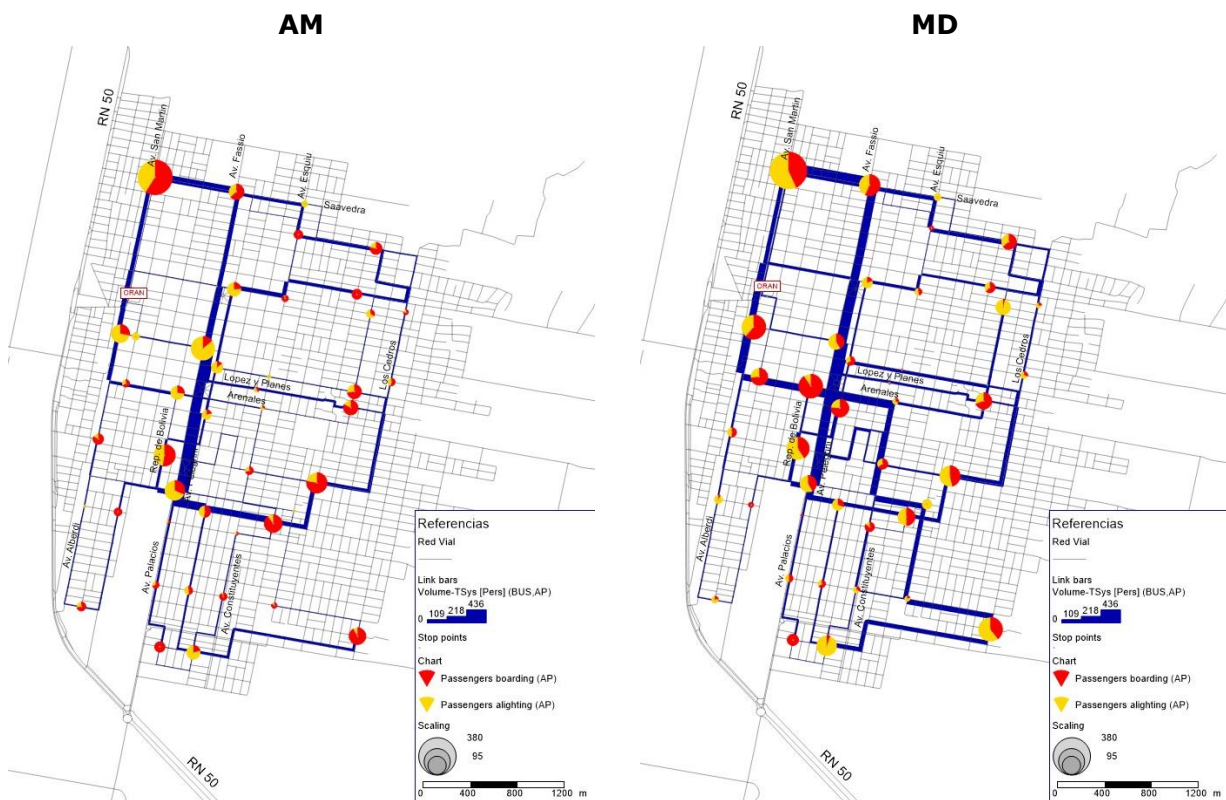 AM
MD
RN 50
Av. San Martin
Av. Fassio
Av. Esquiu
Saavedra
ORAN
Los Cedros
Lopez y Planes
Arenales
Rep. de Bolivia
Av. Alberdi
Av. Palacios
Av. Constituyentes
RN 50
Referencias
Red Vial
Link bars
Volume-TSys [Pers] (BUS,AP)
0 109 218 436
Stop points
Chart
Passengers boarding (AP)
Passengers alighting (AP)
Scaling
380
95
0 400 800 1200 m
RN 50
Av. San Martin
Av. Fassio
Av. Esquiu
Saavedra
ORAN
Los Cedros
Lopez y Planes
Arenales
Rep. de Bolivia
Av. Alberdi
Av. Palacios
Av. Constituyentes
RN 50
Referencias
Red Vial
Link bars
Volume-TSys [Pers] (BUS,AP)
0 109 218 436
Stop points
Chart
Passengers boarding (AP)
Passengers alighting (AP)
Scaling
380
95
0 400 800 1200 m